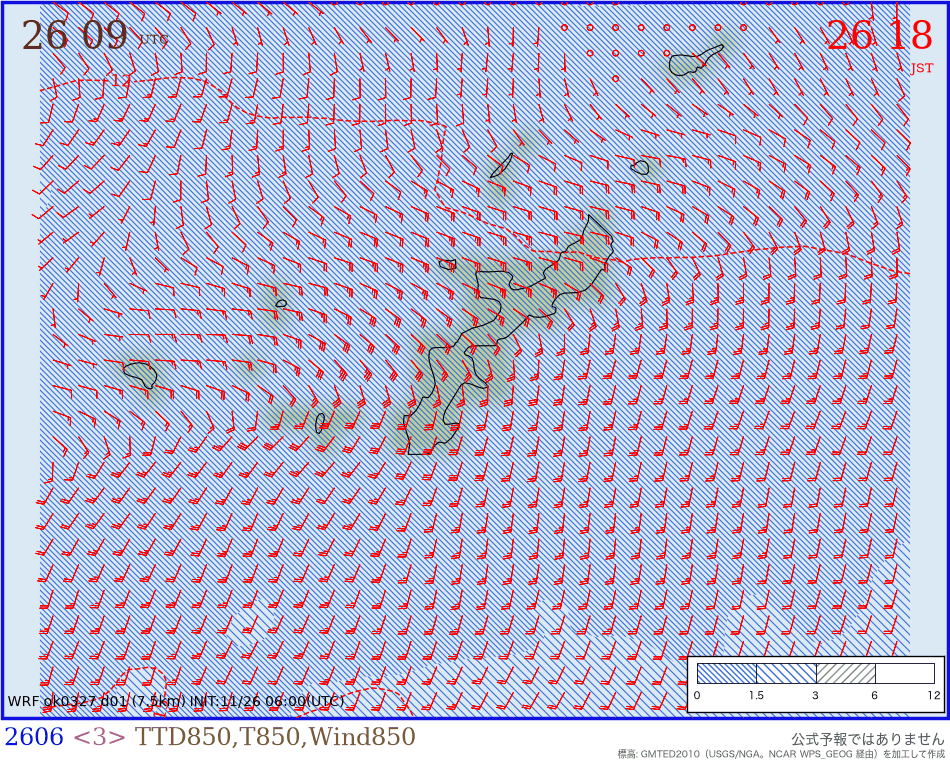 26 09 UTC
26 18
JST
12
WRF ok0327 d01 (7.5km) INIT:11/26 06:00(UTC)
0 1.5 3 6 12
2606 <3> TTD850,T850,Wind850
公式予報ではありません
標高: GMTED2010（USGS/NGA。NCAR WPS_GEOG 経由）を加工して作成